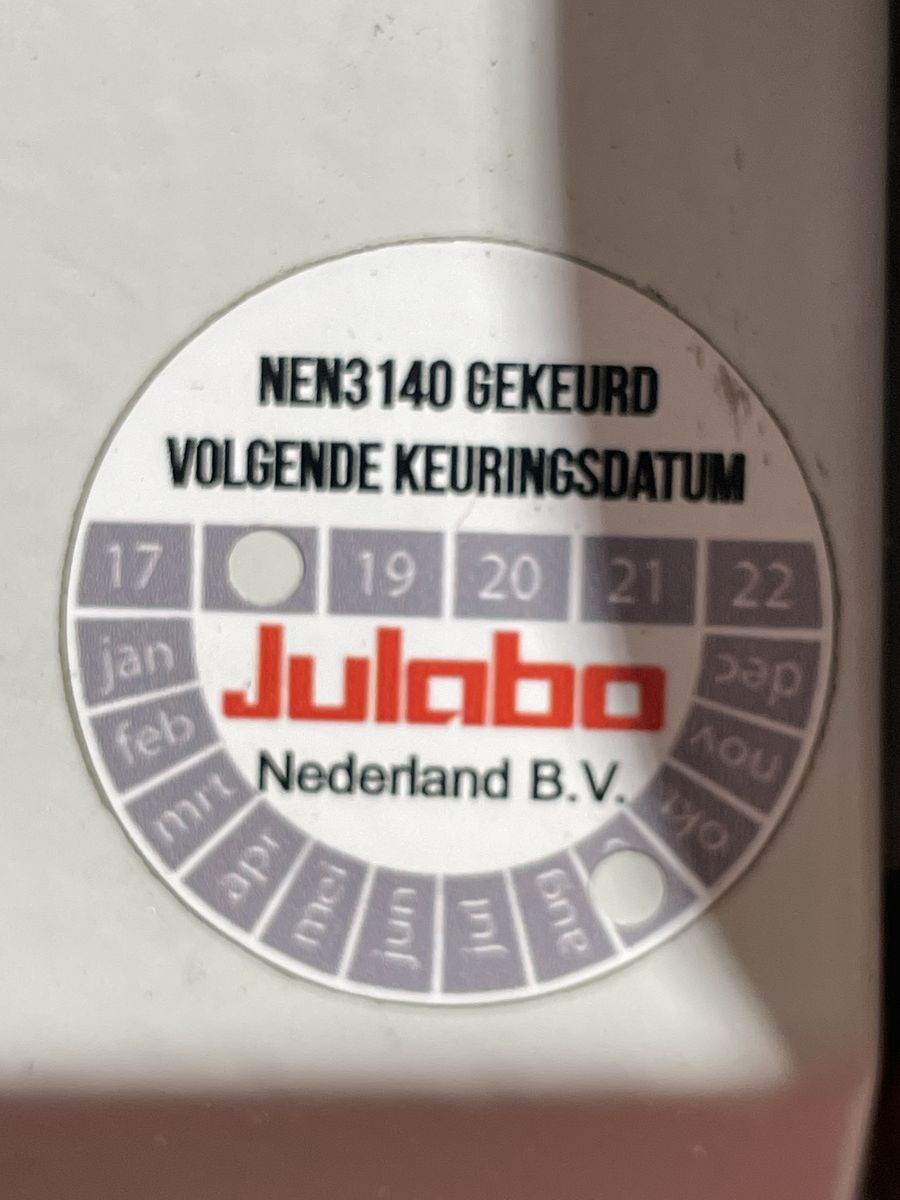 NEN3140 GEKEURD
VOLGENDE KEURINGSDATUM
17 19 20 21 22
Julabo
Nederland B.V.
jan
feb
mrt
apr
mei
jun
jul
aug
okt
nov
dec